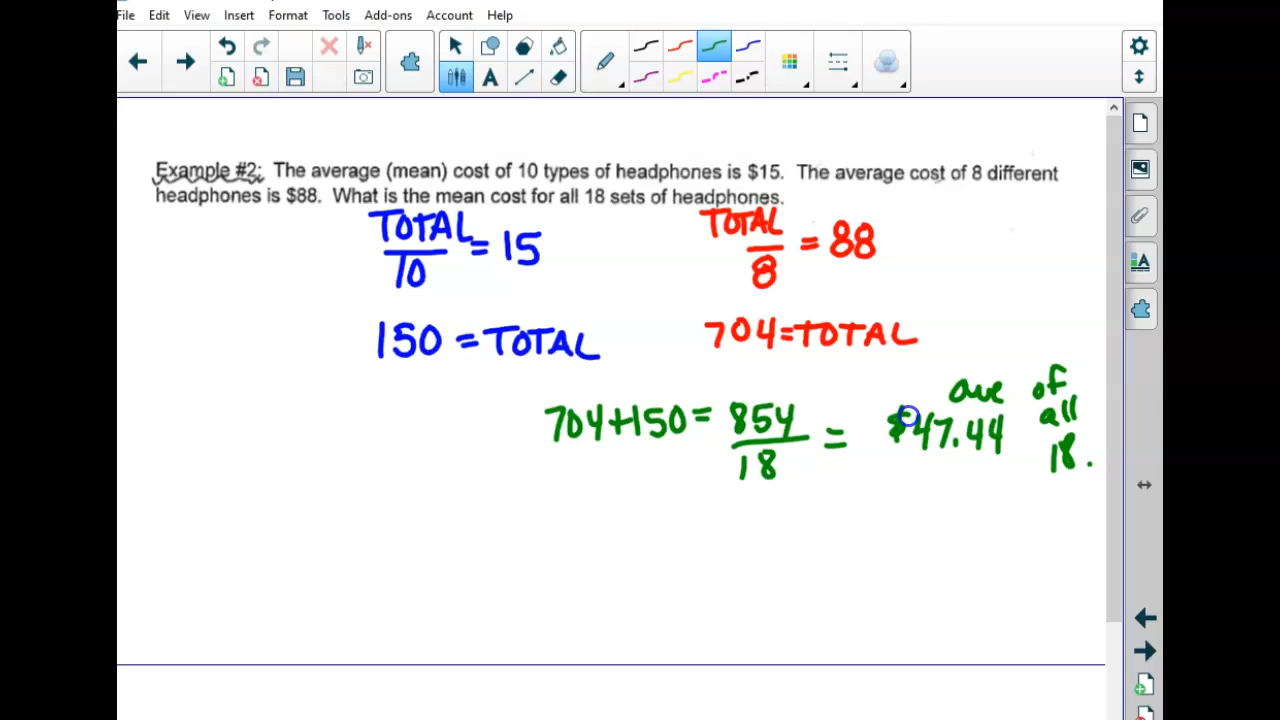 File Edit View Insert Format Tools Add-ons Account Help
Example #2: The average (mean) cost of 10 types of headphones is $15. The average cost of 8 different
headphones is $88. What is the mean cost for all 18 sets of headphones.
TOTAL
10 = 15
TOTAL
8 = 88
150 = TOTAL
704 = TOTAL
704+150 = 854
18 = $47.44
ave of
all
18.